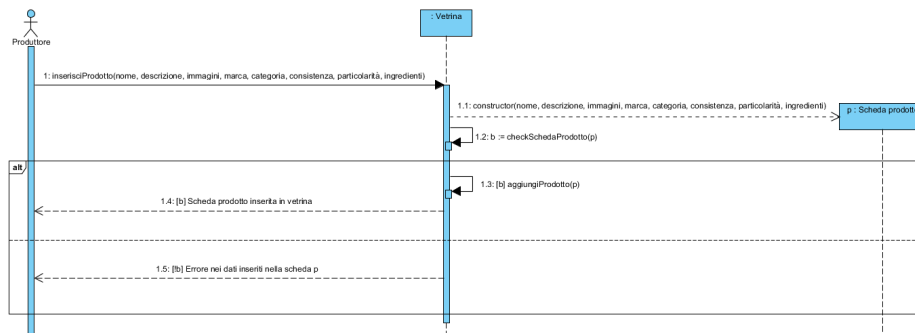 : Vetrina
Produttore
1: inserisciProdotto(nome, descrizione, immagini, marca, categoria, consistenza, particolarità, ingredienti)
1.1: constructor(nome, descrizione, immagini, marca, categoria, consistenza, particolarità, ingredienti)
p : Scheda prodotto
1.2: b := checkSchedaProdotto(p)
alt
1.3: [b] aggiungiProdotto(p)
1.4: [b] Scheda prodotto inserita in vetrina
1.5: [!b] Errore nei dati inseriti nella scheda p